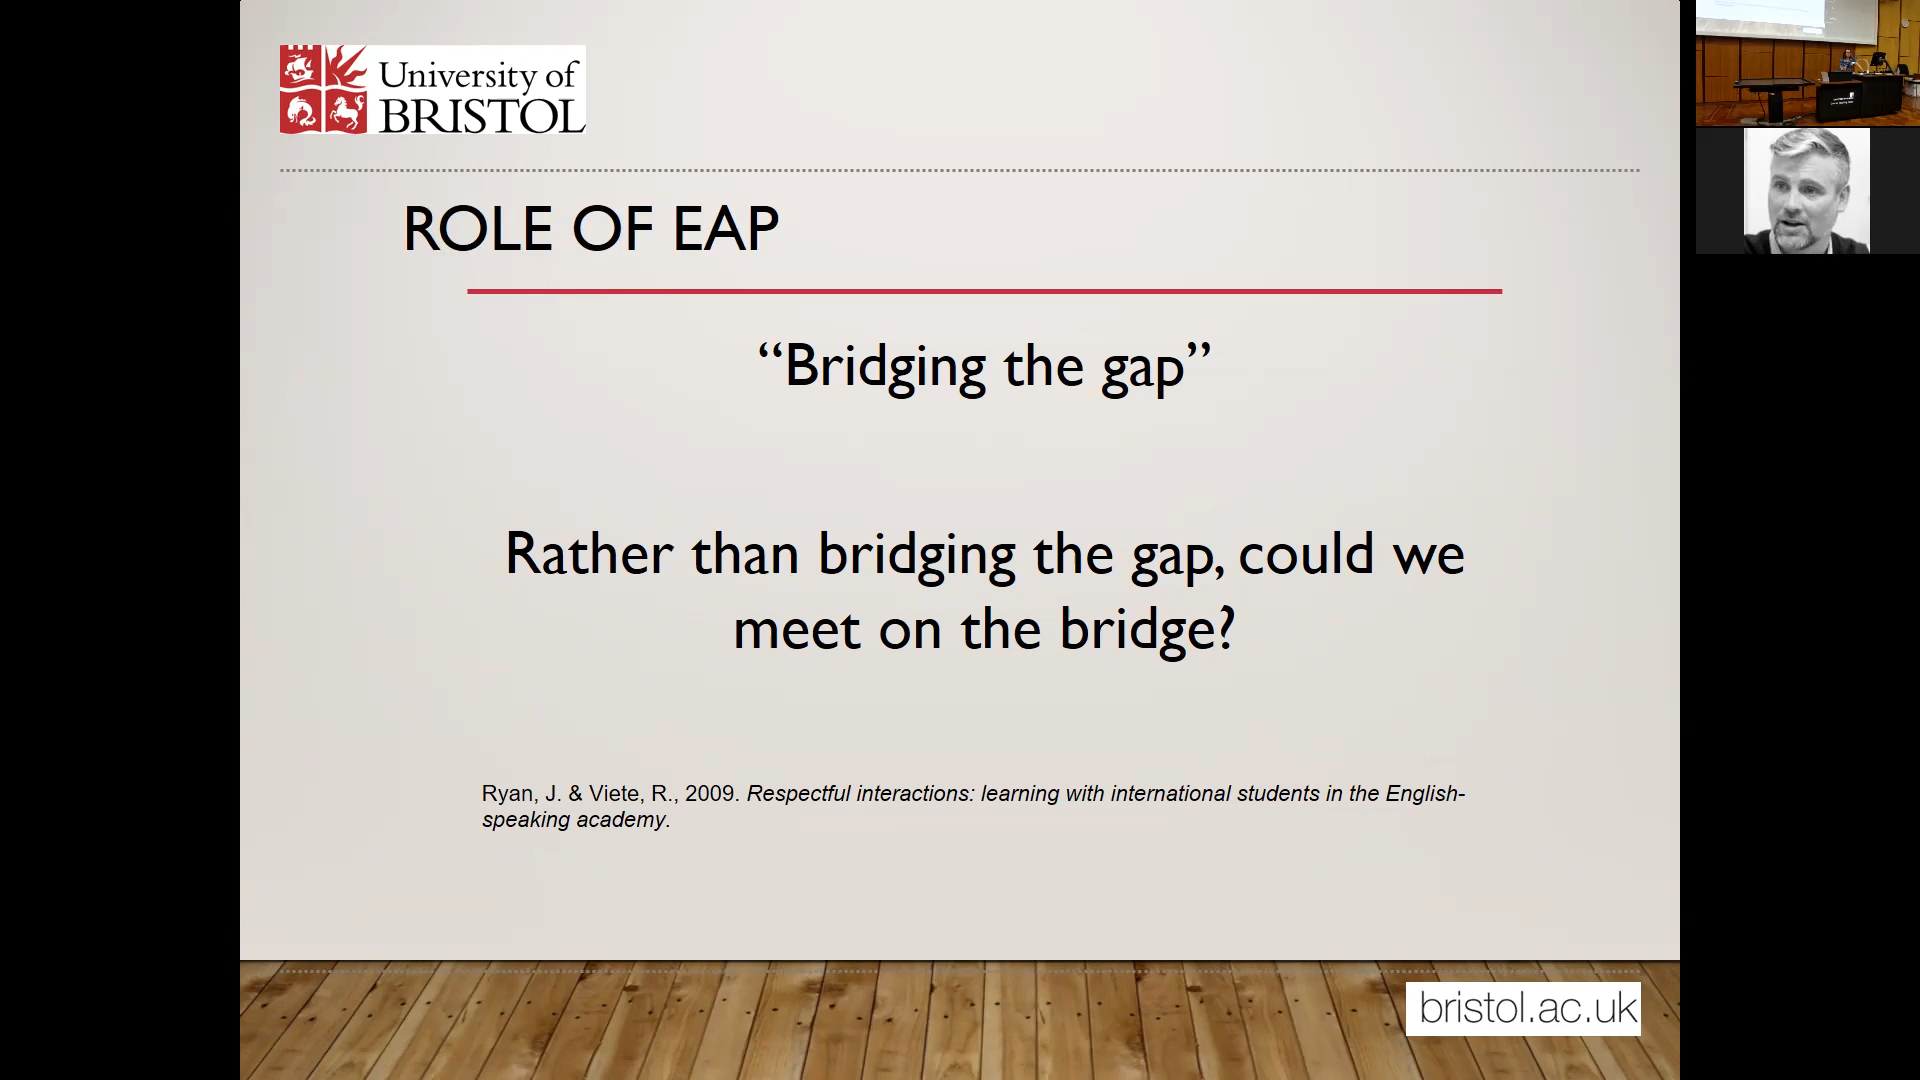 University of
BRISTOL
ROLE OF EAP
“Bridging the gap”
Rather than bridging the gap, could we
meet on the bridge?
Ryan, J. & Viete, R., 2009. Respectful interactions: learning with international students in the English-
speaking academy.
bristol.ac.uk